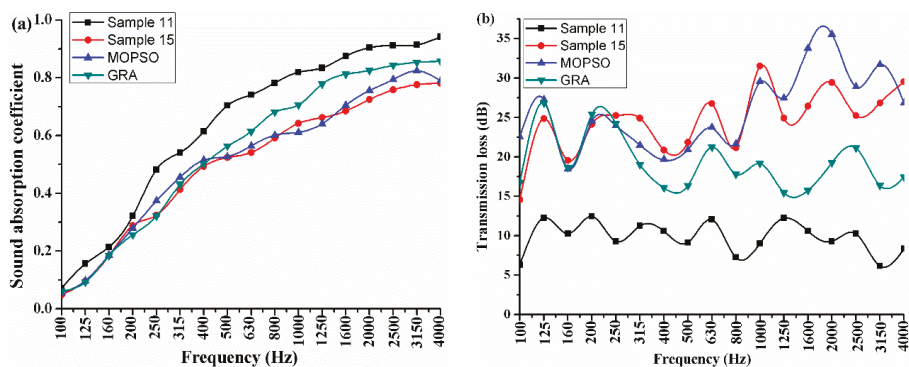 (a)
Sample 11
Sample 15
MOPSO
GRA
Sound absorption coefficient
1.0
0.8
0.6
0.4
0.2
0.0
100 125 160 200 250 315 400 500 630 800 1000 1250 1600 2000 2500 3150 4000
Frequency (Hz)
(b)
Sample 11
Sample 15
MOPSO
GRA
Transmission loss (dB)
35
30
25
20
15
10
5
0
100 125 160 200 250 315 400 500 630 800 1000 1250 1600 2000 2500 3150 4000
Frequency (Hz)